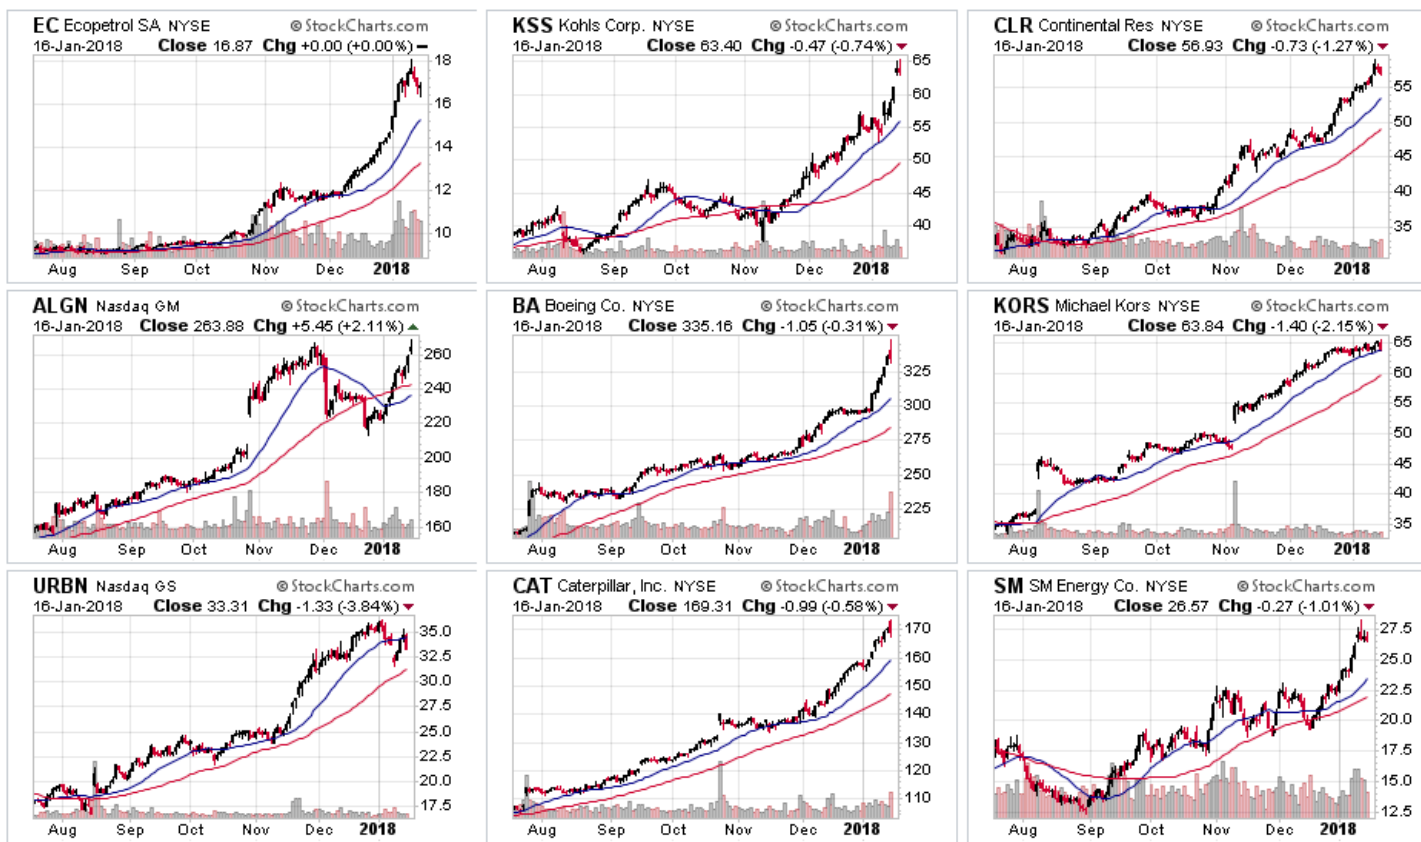 EC Ecopetrol SA NYSE © StockCharts.com
16-Jan-2018 Close 16.87 Chg +0.00 (+0.00%)
18
16
14
12
10
Aug Sep Oct Nov Dec 2018
KSS Kohls Corp. NYSE © StockCharts.com
16-Jan-2018 Close 63.40 Chg -0.47 (-0.74%)
65
60
55
50
45
40
Aug Sep Oct Nov Dec 2018
CLR Continental Res NYSE © StockCharts.com
16-Jan-2018 Close 56.93 Chg -0.73 (-1.27%)
55
50
45
40
35
Aug Sep Oct Nov Dec 2018
ALGN Nasdaq GM © StockCharts.com
16-Jan-2018 Close 263.88 Chg +5.45 (+2.11%)
260
240
220
200
180
160
Aug Sep Oct Nov Dec 2018
BA Boeing Co. NYSE © StockCharts.com
16-Jan-2018 Close 335.16 Chg -1.05 (-0.31%)
325
300
275
250
225
Aug Sep Oct Nov Dec 2018
KORS Michael Kors NYSE © StockCharts.com
16-Jan-2018 Close 63.84 Chg -1.40 (-2.15%)
65
60
55
50
45
40
35
Aug Sep Oct Nov Dec 2018
URBN Nasdaq GS © StockCharts.com
16-Jan-2018 Close 33.31 Chg -1.33 (-3.84%)
35.0
32.5
30.0
27.5
25.0
22.5
20.0
17.5
Aug Sep Oct Nov Dec 2018
CAT Caterpillar, Inc. NYSE © StockCharts.com
16-Jan-2018 Close 169.31 Chg -0.99 (-0.58%)
170
160
150
140
130
120
110
Aug Sep Oct Nov Dec 2018
SM SM Energy Co. NYSE © StockCharts.com
16-Jan-2018 Close 26.57 Chg -0.27 (-1.01%)
27.5
25.0
22.5
20.0
17.5
15.0
12.5
Aug Sep Oct Nov Dec 2018